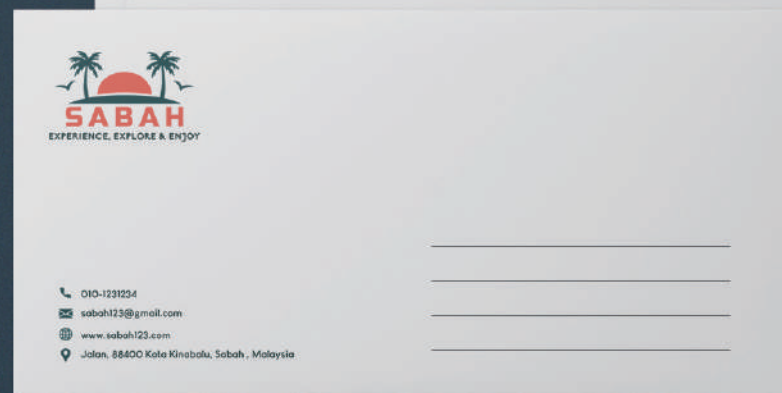 SABAH
EXPERIENCE, EXPLORE & ENJOY
010-1231234
sabah123@gmail.com
www.sabah123.com
Jalan, 88400 Kota Kinabalu, Sabah , Malaysia